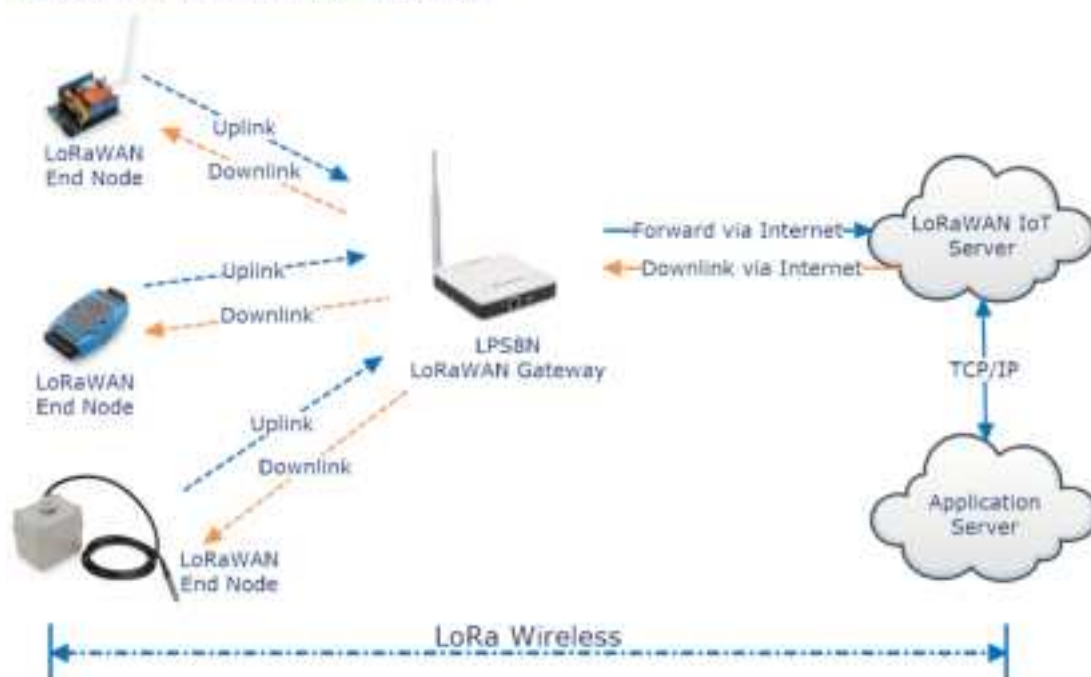 Uplink
Downlink
LoRaWAN
End Node
Uplink
Downlink
LoRaWAN
End Node
Uplink
Downlink
LoRaWAN
End Node
LPS8N
LoRaWAN Gateway
Forward via Internet
Downlink via Internet
LoRaWAN IoT
Server
TCP/IP
Application
Server
LoRa Wireless